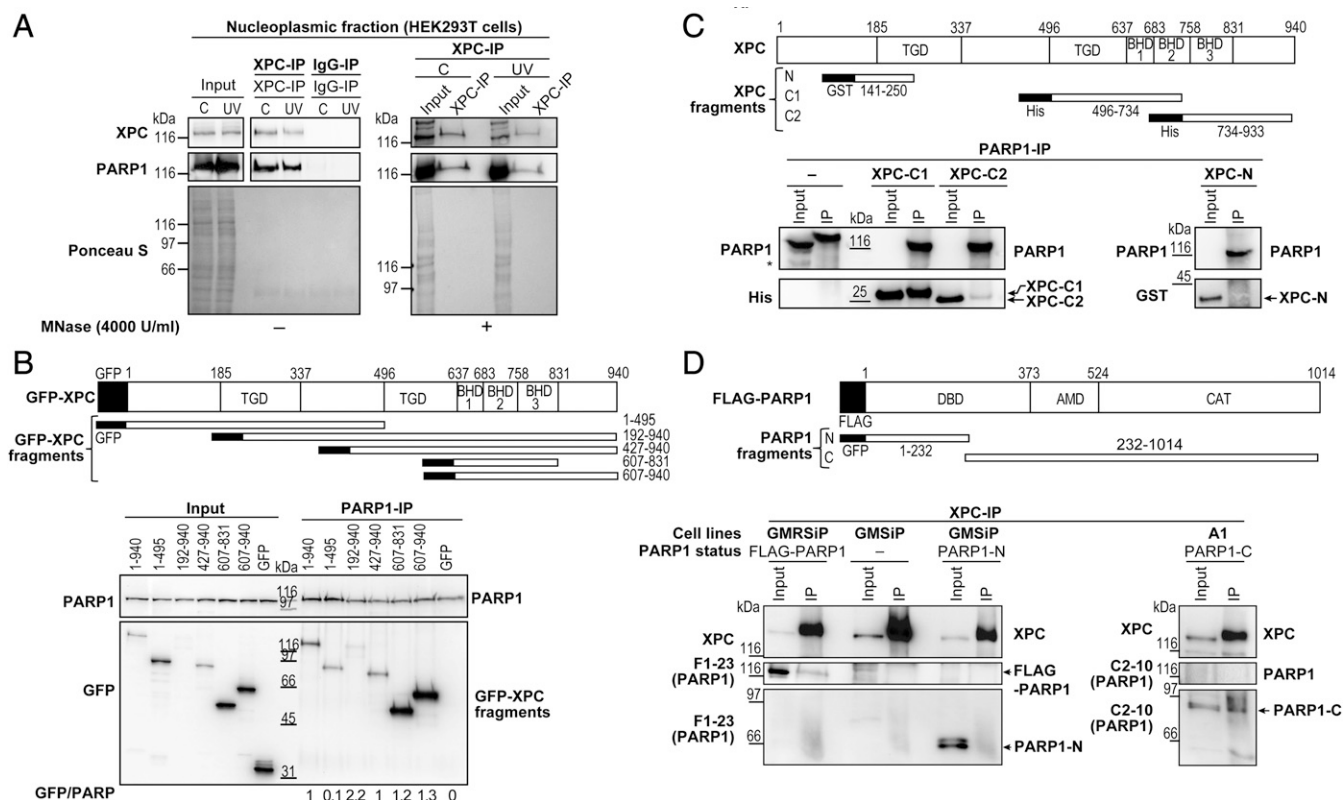 A
Nucleoplasmic fraction (HEK293T cells)
XPC-IP
XPC-IP IgG-IP
Input XPC-IP IgG-IP
C UV C UV C UV
C UV
Input XPC-IP Input XPC-IP
kDa
XPC 116
PARP1 116
Ponceau S
116
97
66
kDa
116
116
116
97
MNase (4000 U/ml) – +
B
GFP 1 185 337 496 637 683 758 831 940
GFP-XPC TGD TGD BHD 1 BHD 2 BHD 3
GFP-XPC fragments
GFP
1-495
192-940
427-940
607-831
607-940
Input PARP1-IP
1-940 1-495 192-940 427-940 607-831 607-940 GFP kDa 1-940 1-495 192-940 427-940 607-831 607-940 GFP
PARP1 116 97 PARP1
GFP 116 97 66 45 31 GFP-XPC fragments
GFP/PARP 1 0.1 2.2 1 1.2 1.3 0
C
1 185 337 496 637 683 758 831 940
XPC TGD TGD BHD 1 BHD 2 BHD 3
XPC fragments
N
C1
C2
GST 141-250
His 496-734
His 734-933
PARP1-IP
– XPC-C1 XPC-C2 XPC-N
Input IP kDa Input IP Input IP Input IP
PARP1 116 PARP1
*
His 25 XPC-C1
XPC-C2
kDa
PARP1 116 PARP1
45
GST XPC-N
D
1 373 524 1014
FLAG-PARP1 DBD AMD CAT
FLAG
PARP1 fragments
N
C
GFP 1-232
232-1014
XPC-IP
Cell lines GMRSiP GMSiP GMSiP A1
PARP1 status FLAG-PARP1 – PARP1-N PARP1-C
Input IP Input IP Input IP Input IP
kDa
XPC 116 XPC
F1-23 (PARP1) 116 FLAG-PARP1
F1-23 (PARP1) 97 66 PARP1-N
kDa
XPC 116 XPC
C2-10 (PARP1) 116 PARP1
C2-10 (PARP1) 97 66 PARP1-C